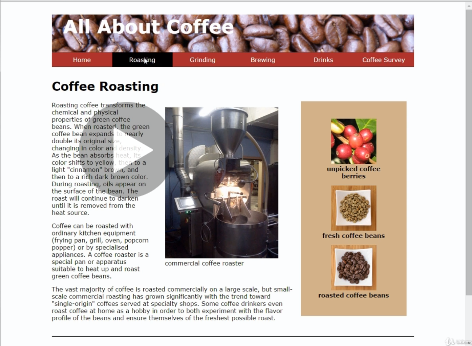 All About Coffee
Home Roasting Grinding Brewing Drinks Coffee Survey
Coffee Roasting
Roasting coffee transforms the
chemical and physical
properties of green coffee
beans. When roasted, the green
coffee bean expands to nearly
double its original size,
changing in color and density.
As the bean absorbs heat, its
color shifts to yellow, then to a
light "cinnamon" brown, and
then to a rich dark brown color.
During roasting, oils appear on
the surface of the bean. The
roast will continue to darken
until it is removed from the
heat source.
Coffee can be roasted with
ordinary kitchen equipment
(frying pan, grill, oven, popcorn
popper) or by specialised
appliances. A coffee roaster is a
special pan or apparatus
suitable to heat up and roast
green coffee beans.
commercial coffee roaster
The vast majority of coffee is roasted commercially on a large scale, but small-
scale commercial roasting has grown significantly with the trend toward
"single-origin" coffees served at specialty shops. Some coffee drinkers even
roast coffee at home as a hobby in order to both experiment with the flavor
profile of the beans and ensure themselves of the freshest possible roast.
unpicked coffee
berries
fresh coffee beans
roasted coffee beans